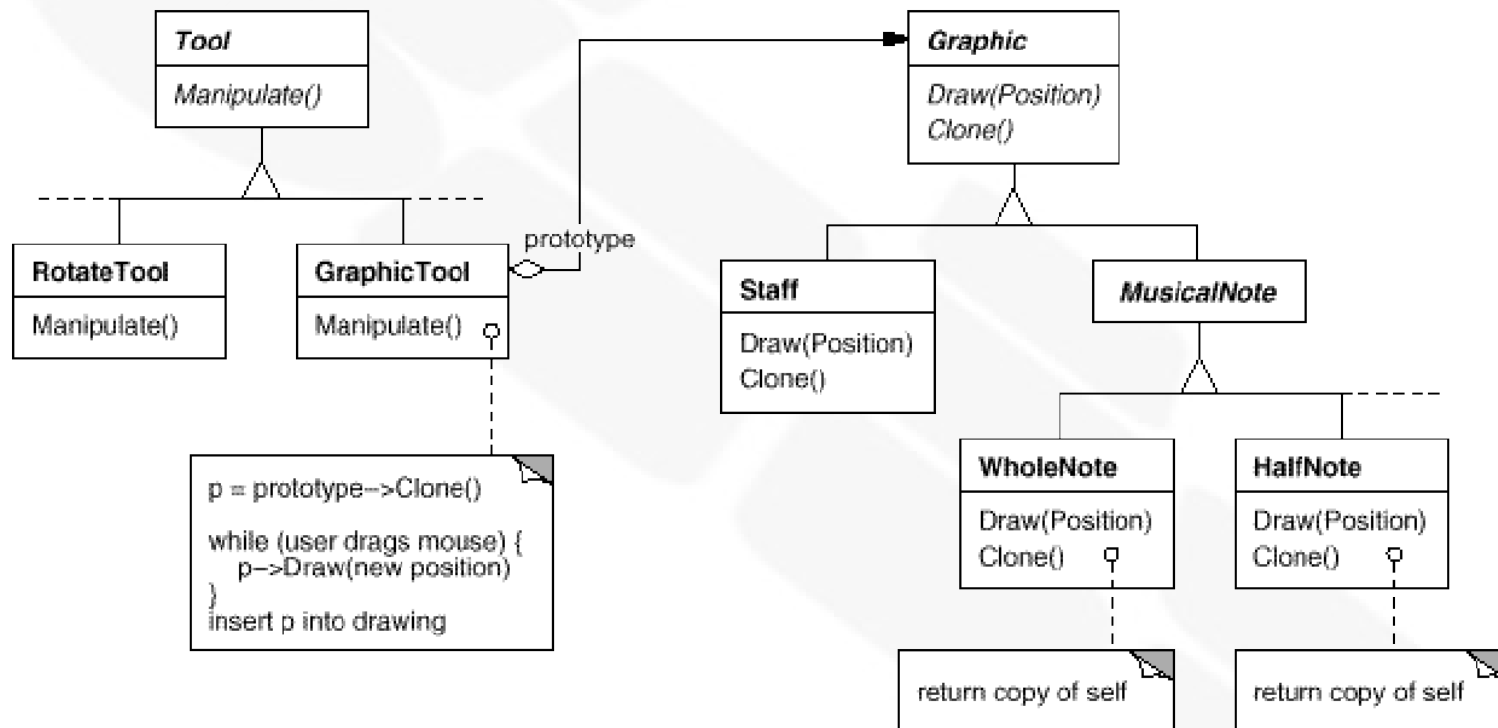 Tool
Manipulate()
Graphic
Draw(Position)
Clone()
prototype
RotateTool
Manipulate()
GraphicTool
Manipulate()
Staff
Draw(Position)
Clone()
MusicalNote
p = prototype–>Clone()
while (user drags mouse) {
p–>Draw(new position)
}
insert p into drawing
WholeNote
Draw(Position)
Clone()
HalfNote
Draw(Position)
Clone()
return copy of self
return copy of self